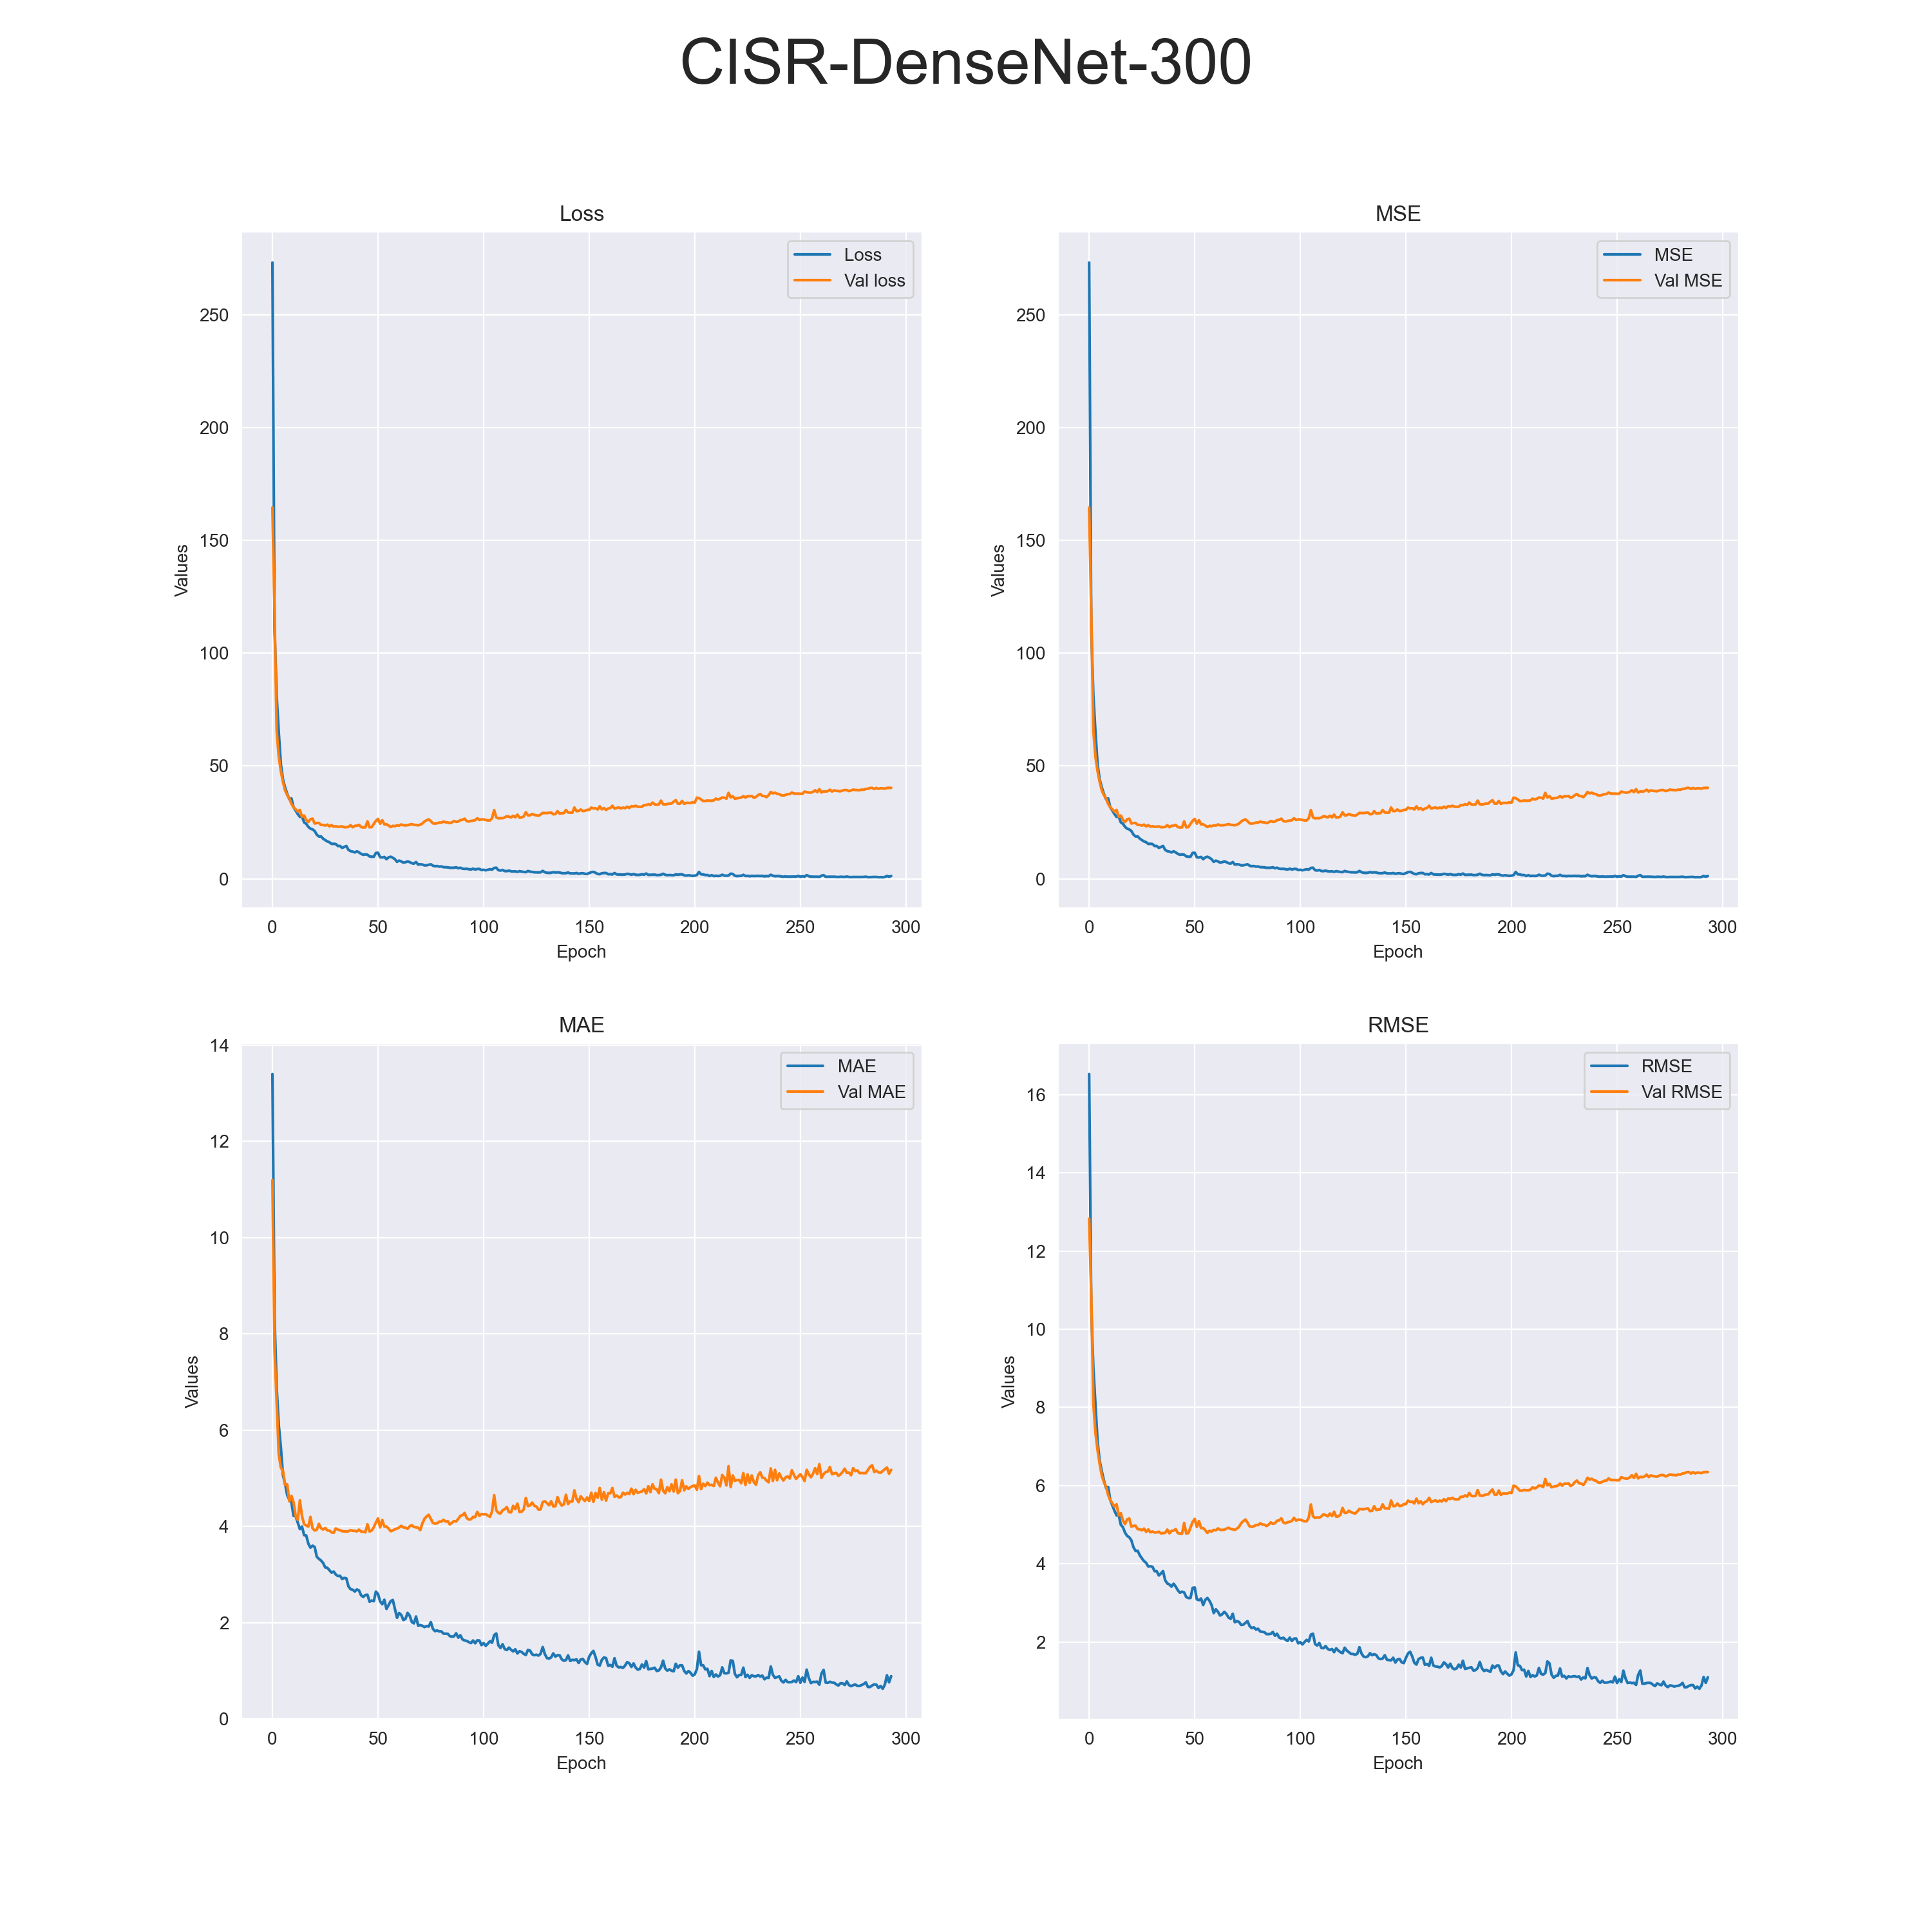 CISR-DenseNet-300
Loss
Loss
Val loss
250
200
150
100
50
0
Values
0 50 100 150 200 250 300
Epoch
MSE
MSE
Val MSE
250
200
150
100
50
0
Values
0 50 100 150 200 250 300
Epoch
MAE
MAE
Val MAE
14
12
10
8
6
4
2
0
Values
0 50 100 150 200 250 300
Epoch
RMSE
RMSE
Val RMSE
16
14
12
10
8
6
4
2
Values
0 50 100 150 200 250 300
Epoch